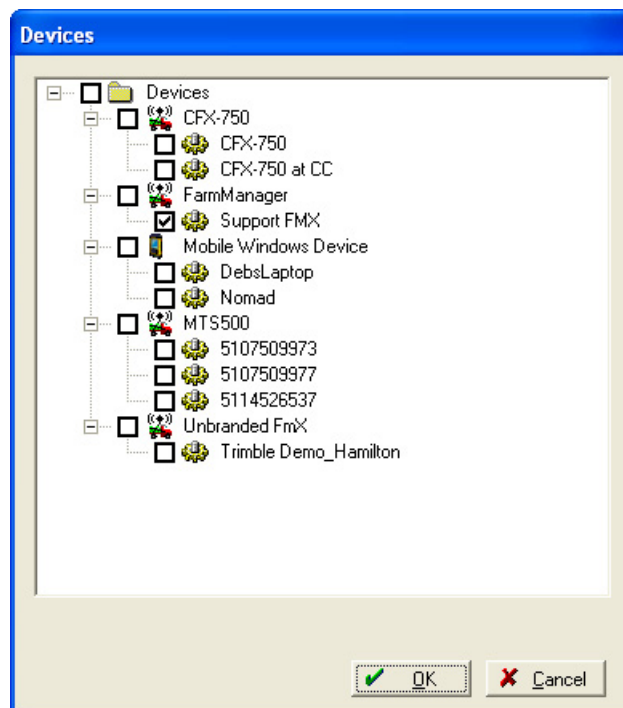 Devices
Devices
CFX-750
CFX-750
CFX-750 at CC
FarmManager
Support FMX
Mobile Windows Device
DebsLaptop
Nomad
MTS500
5107509973
5107509977
5114526537
Unbranded FmX
Trimble Demo_Hamilton
OK Cancel